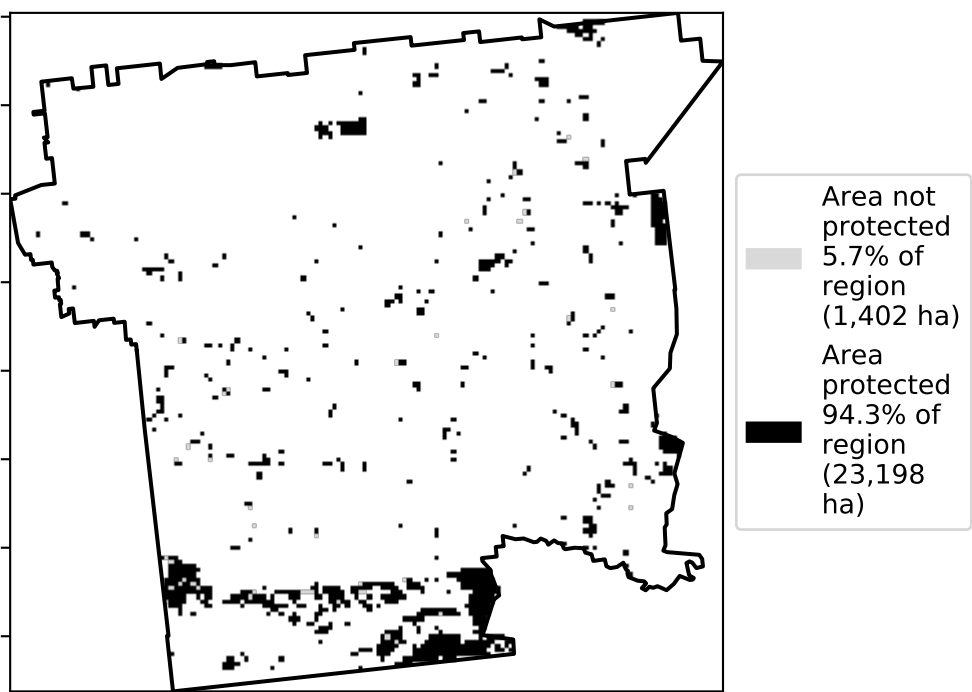 Area not
protected
5.7% of
region
(1,402 ha)
Area
protected
94.3% of
region
(23,198
ha)